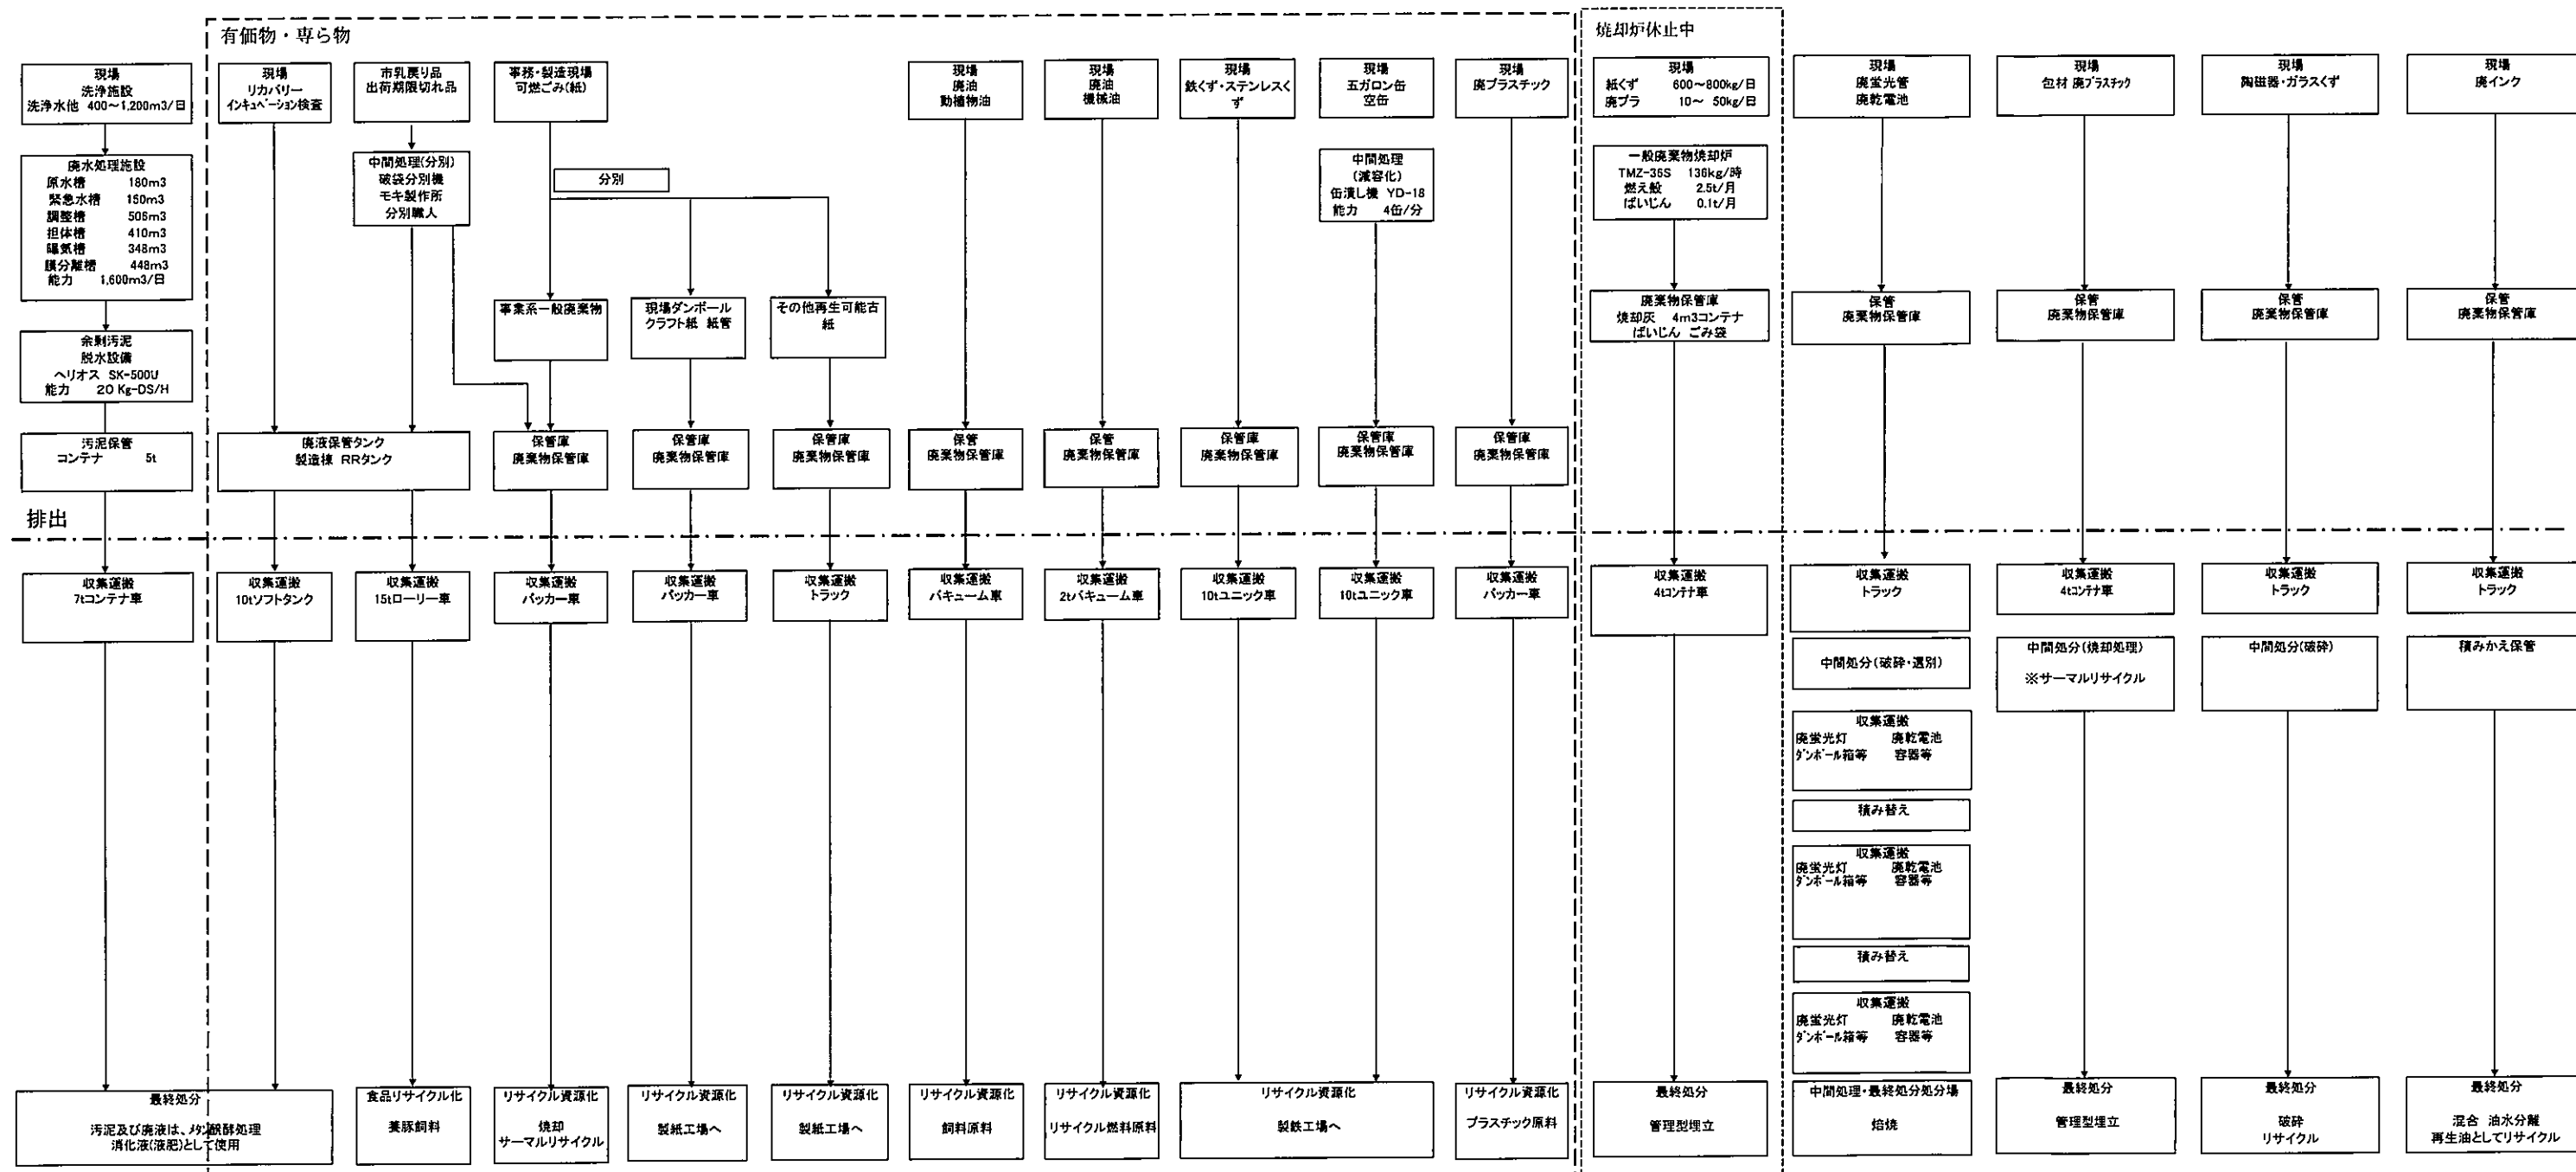 有価物・専ら物
焼却炉休止中
現場
洗浄施設
洗浄水他 400～1,200m3/日
現場
リカバリー
インキュベーション検査
市乳戻り品
出荷期限切れ品
事務・製造現場
可燃ごみ(紙)
現場
廃油
動植物油
現場
廃油
機械油
現場
鉄くず・ステンレスく
ず
現場
五ガロン缶
空缶
現場
廃プラスチック
現場
紙くず 600～800kg/日
廃プラ 10～ 50kg/日
現場
廃蛍光管
廃乾電池
現場
包材 廃プラスチック
現場
陶磁器・ガラスくず
現場
廃インク
廃水処理施設
原水槽 180m3
緊急水槽 150m3
調整槽 506m3
担体槽 410m3
曝気槽 348m3
膜分離槽 448m3
能力 1,600m3/日
中間処理(分別)
破袋分別機
モキ製作所
分別職人
分別
中間処理
(減容化)
缶潰し機 YD-18
能力 4缶/分
一般廃棄物焼却炉
TMZ-36S 136kg/時
燃え殻 2.5t/月
ばいじん 0.1t/月
余剰汚泥
脱水設備
ヘリオス SK-500U
能力 20 Kg-DS/H
事業系一般廃棄物
現場ダンボール
クラフト紙 紙管
その他再生可能古
紙
廃棄物保管庫
焼却灰 4m3コンテナ
ばいじん ごみ袋
保管
廃棄物保管庫
保管
廃棄物保管庫
保管
廃棄物保管庫
保管
廃棄物保管庫
汚泥保管
コンテナ 5t
廃液保管タンク
製造棟 RRタンク
保管庫
廃棄物保管庫
保管庫
廃棄物保管庫
保管庫
廃棄物保管庫
保管
廃棄物保管庫
保管
廃棄物保管庫
保管庫
廃棄物保管庫
保管庫
廃棄物保管庫
保管庫
廃棄物保管庫
排出
収集運搬
7tコンテナ車
収集運搬
10tソフトタンク
収集運搬
15tローリー車
収集運搬
パッカー車
収集運搬
パッカー車
収集運搬
トラック
収集運搬
バキューム車
収集運搬
2tバキューム車
収集運搬
10tユニック車
収集運搬
10tユニック車
収集運搬
パッカー車
収集運搬
4tコンテナ車
収集運搬
トラック
収集運搬
4tコンテナ車
収集運搬
トラック
収集運搬
トラック
中間処分(破砕・選別)
中間処分(焼却処理)
※サーマルリサイクル
中間処分(破砕)
積みかえ保管
収集運搬
廃蛍光灯 廃乾電池
ダンボール箱等 容器等
積み替え
収集運搬
廃蛍光灯 廃乾電池
ダンボール箱等 容器等
積み替え
収集運搬
廃蛍光灯 廃乾電池
ダンボール箱等 容器等
最終処分
汚泥及び廃液は、メタン醗酵処理
消化液(液肥)として使用
食品リサイクル化
養豚飼料
リサイクル資源化
焼却
サーマルリサイクル
リサイクル資源化
製紙工場へ
リサイクル資源化
製紙工場へ
リサイクル資源化
飼料原料
リサイクル資源化
リサイクル燃料原料
リサイクル資源化
製鉄工場へ
リサイクル資源化
プラスチック原料
最終処分
管理型埋立
中間処理・最終処分処分場
焙焼
最終処分
管理型埋立
最終処分
破砕
リサイクル
最終処分
混合 油水分離
再生油としてリサイクル